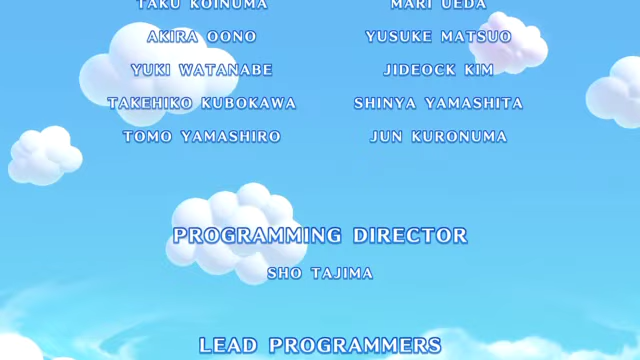 TAKU KOINUMA MARI UEDA
AKIRA OONO YUSUKE MATSUO
YUKI WATANABE JIDEOCK KIM
TAKEHIKO KUBOKAWA SHINYA YAMASHITA
TOMO YAMASHIRO JUN KURONUMA
PROGRAMMING DIRECTOR
SHO TAJIMA
LEAD PROGRAMMERS